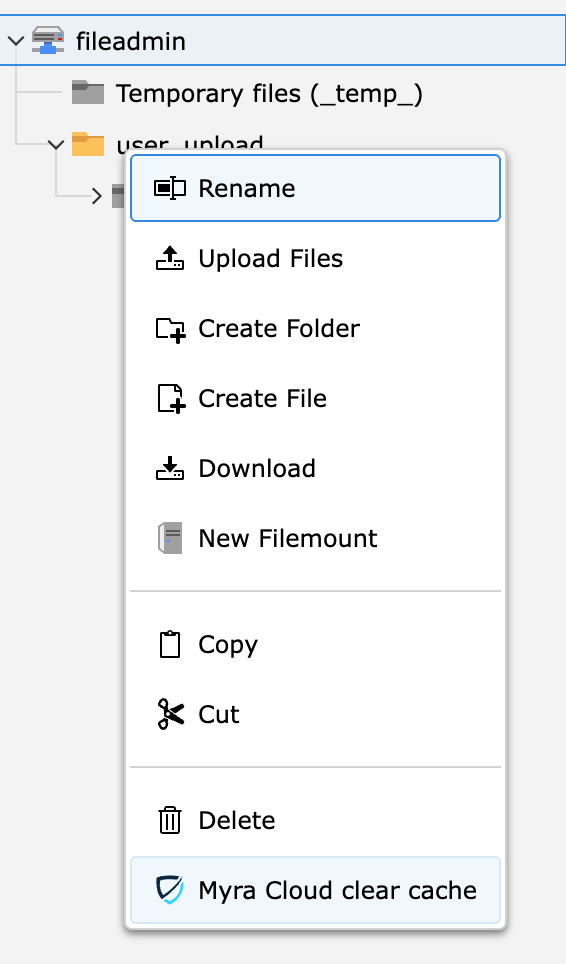 fileadmin
Temporary files (_temp_)
user_upload
Rename
Upload Files
Create Folder
Create File
Download
New Filemount
Copy
Cut
Delete
Myra Cloud clear cache